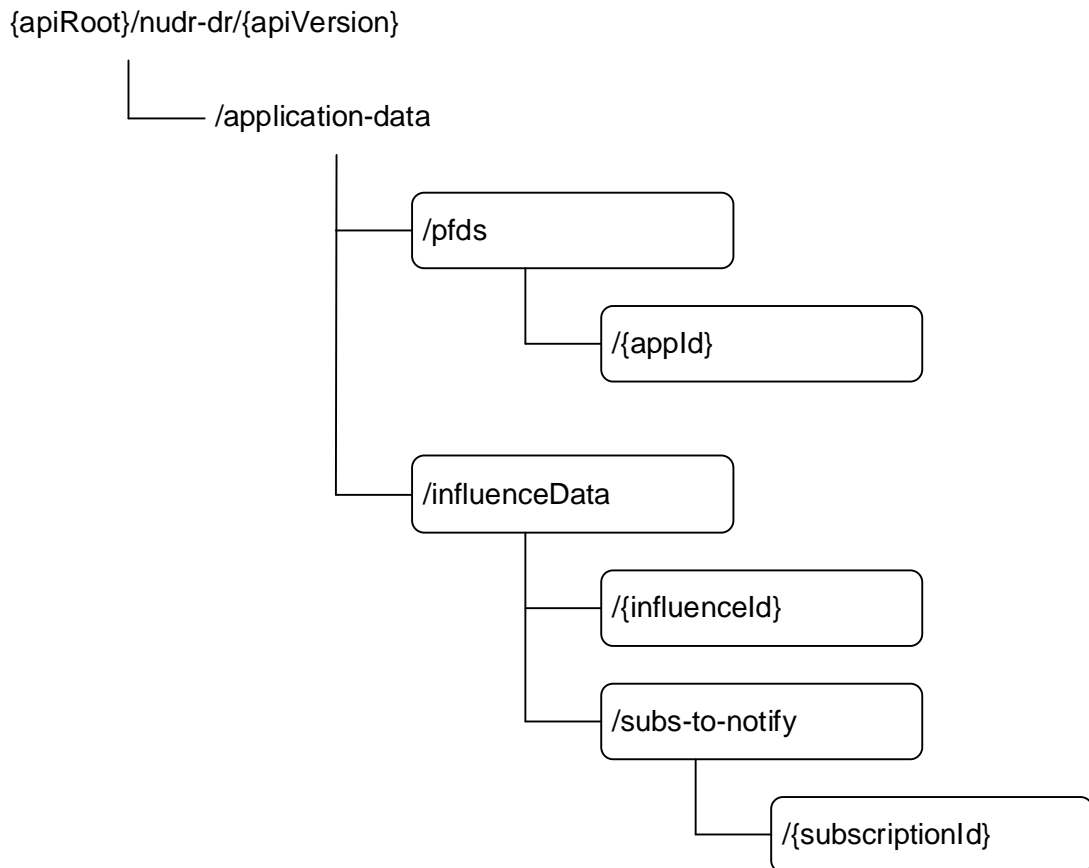 {apiRoot}/nudr-dr/{apiVersion}
/application-data
/pfds
/{appId}
/influenceData
/{influenceId}
/subs-to-notify
/{subscriptionId}